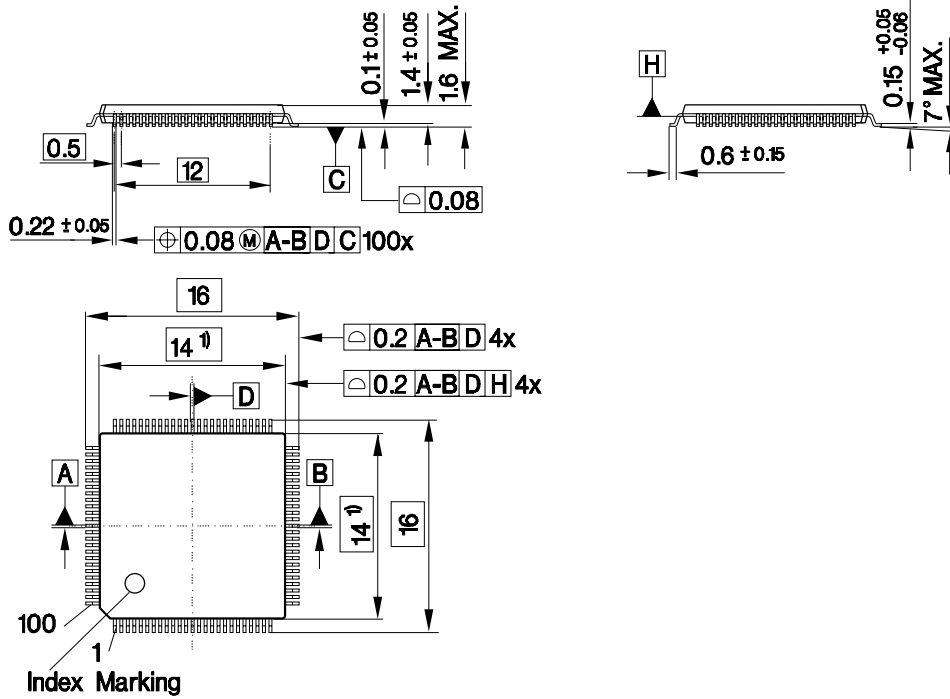 0.1 ± 0.05
1.4 ± 0.05
1.6 MAX.
H
0.15 +0.05
-0.06
7° MAX.
0.5
12
C
0.08
0.6 ± 0.15
0.22 ± 0.05
0.08 Ⓜ A-B D C 100x
16
0.2 A-B D 4x
14 1)
0.2 A-B D H 4x
D
A
B
14 1)
16
100
1
Index Marking